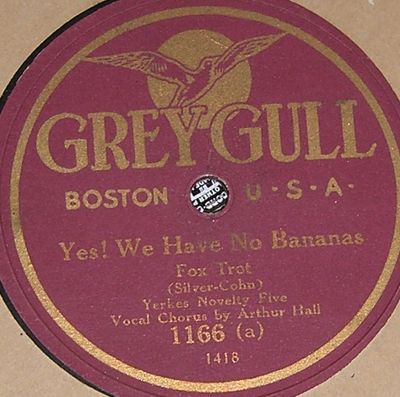 GREY GULL
BOSTON U·S·A·
Yes! We Have No Bananas
Fox Trot
(Silver-Cohn)
Yerkes Novelty Five
Vocal Chorus by Arthur Hall
1166 (a)
1418